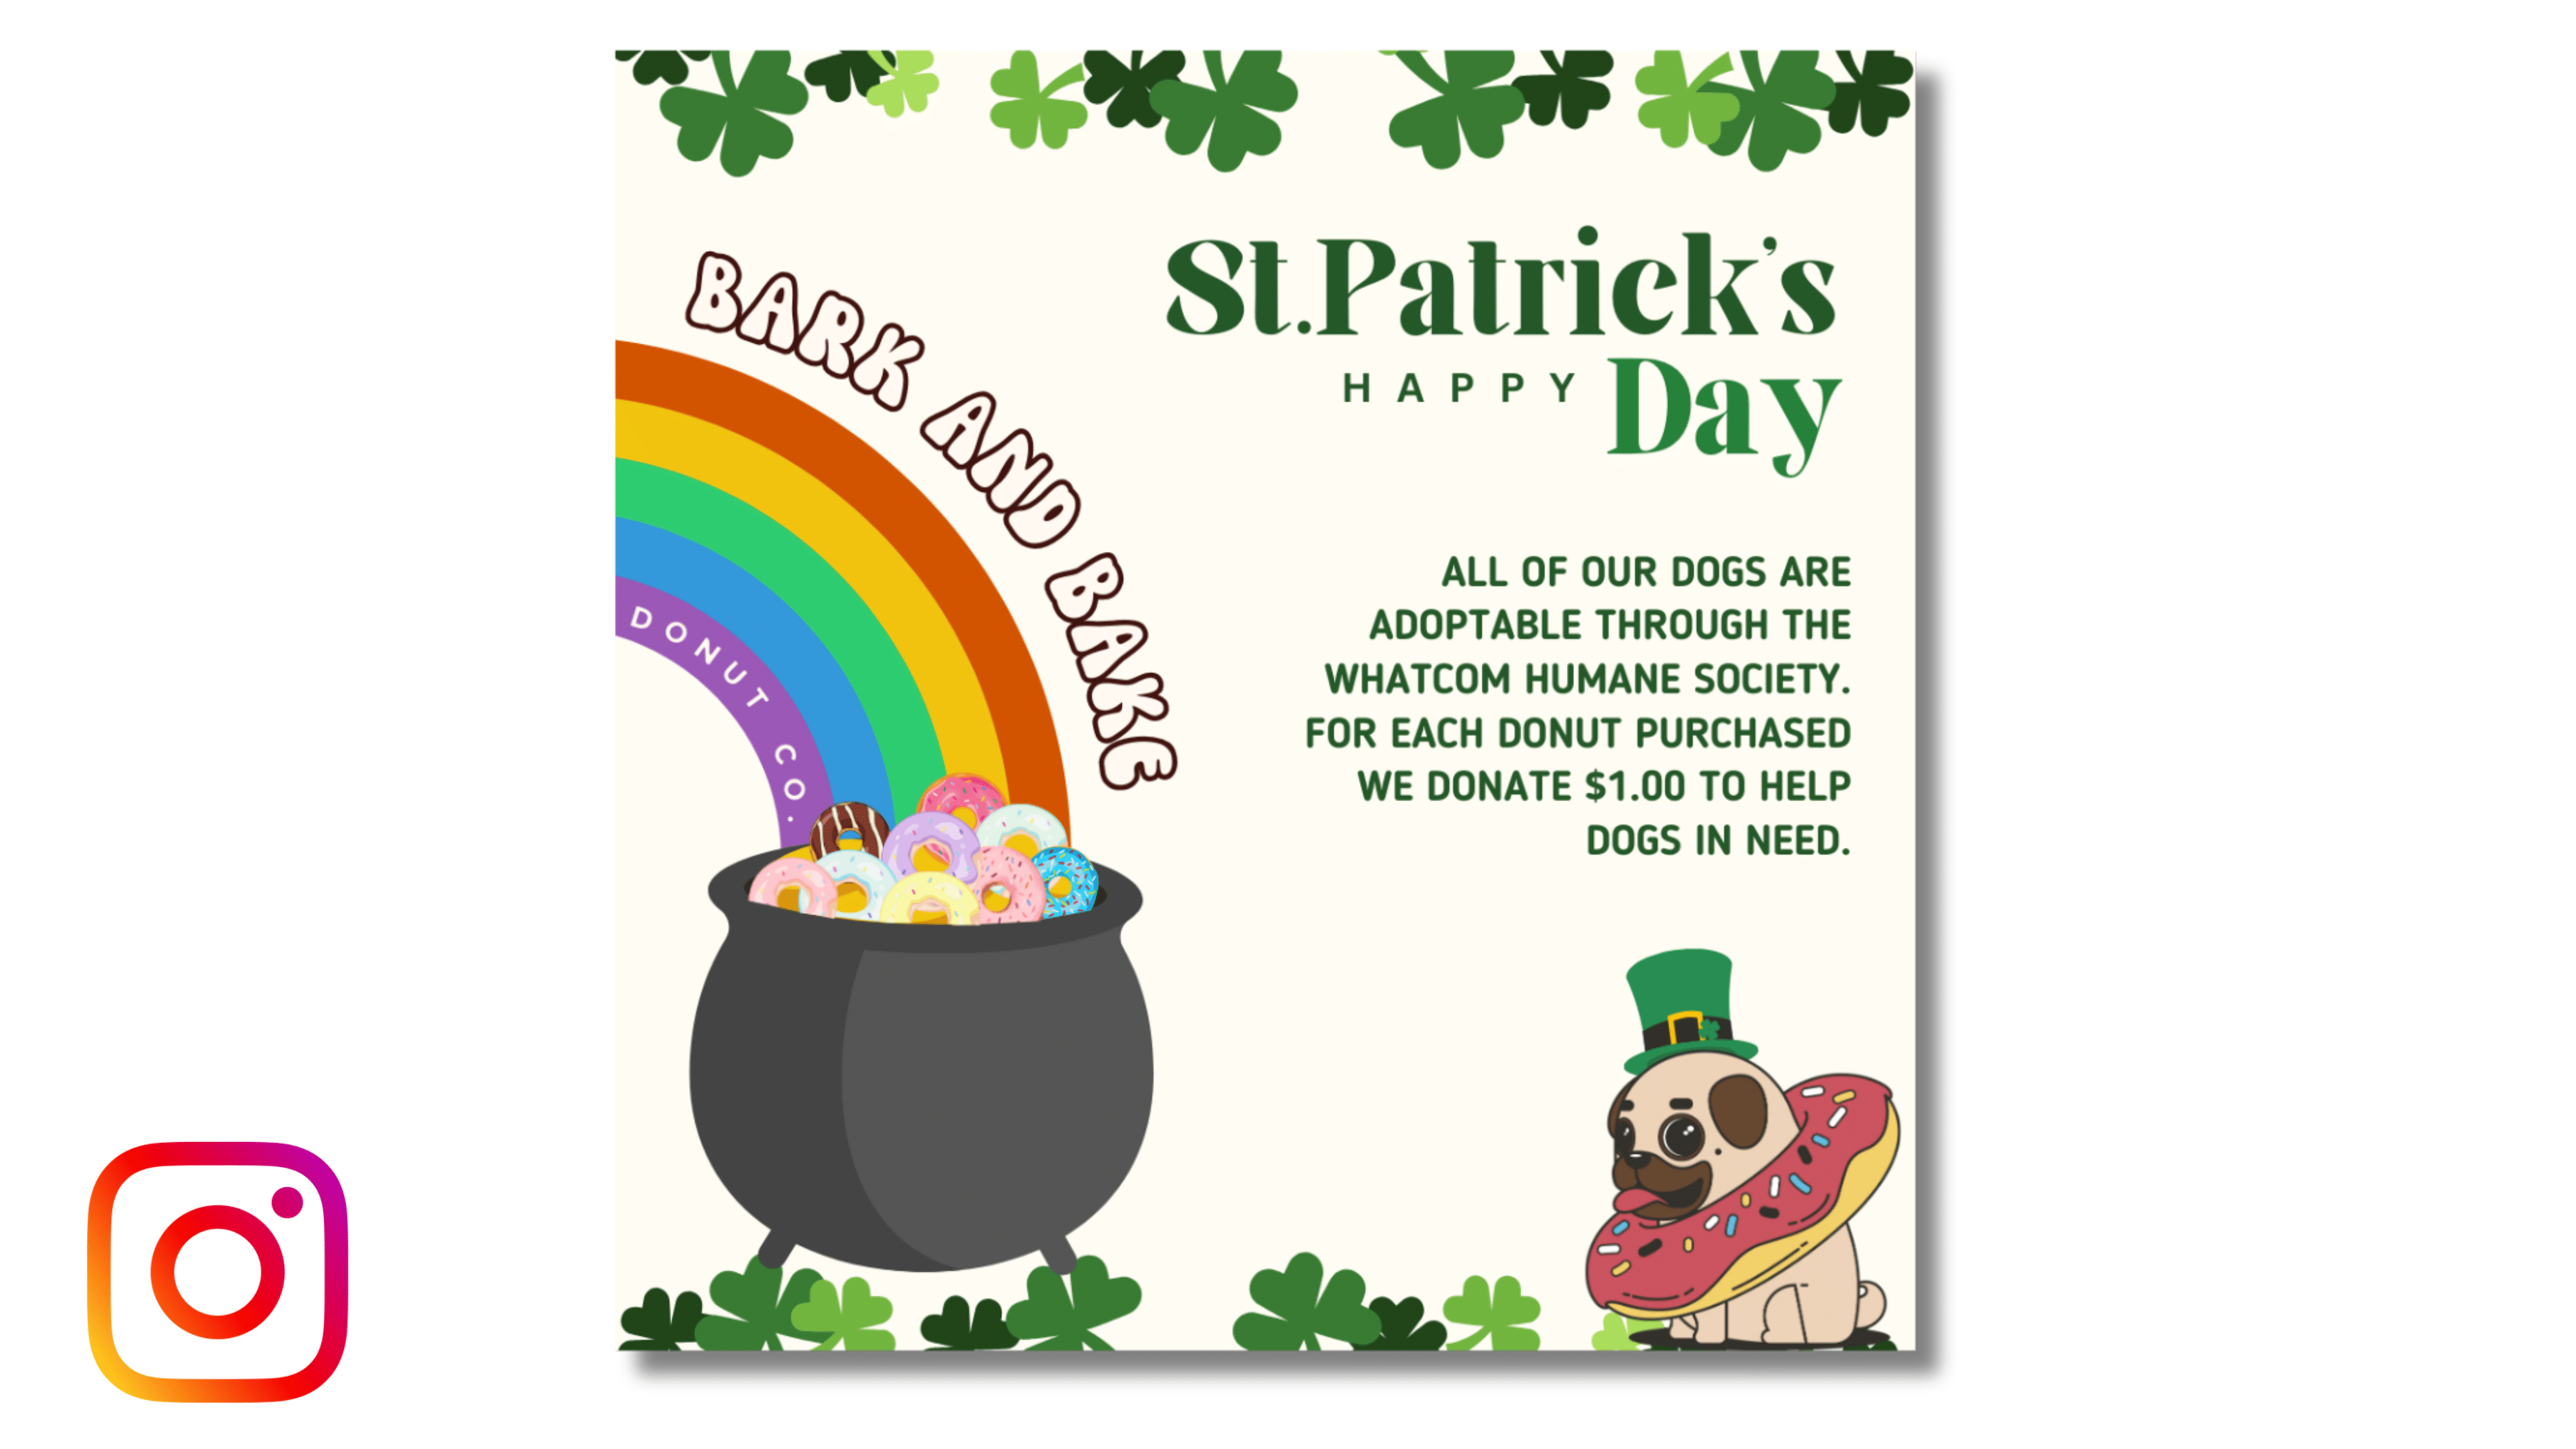 BARK AND BAKE
DONUT CO.
St.Patrick's
HAPPY Day
ALL OF OUR DOGS ARE
ADOPTABLE THROUGH THE
WHATCOM HUMANE SOCIETY.
FOR EACH DONUT PURCHASED
WE DONATE $1.00 TO HELP
DOGS IN NEED.